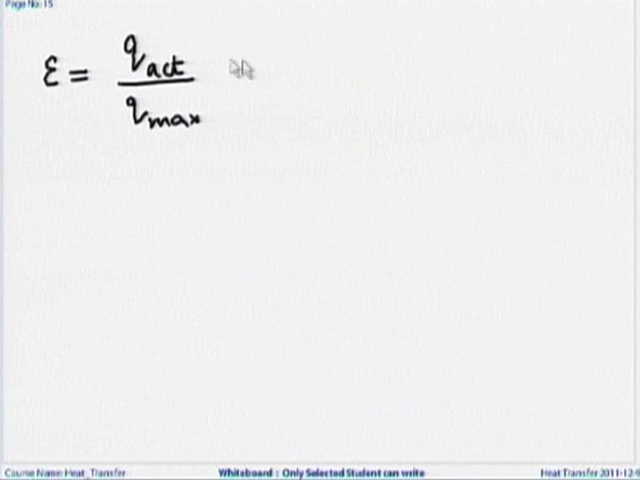 Page No: 15
ε = q_act / q_max
Course Name: Heat_Transfer
Whiteboard : Only Selected Student can write
Heat Transfer 2011-12-